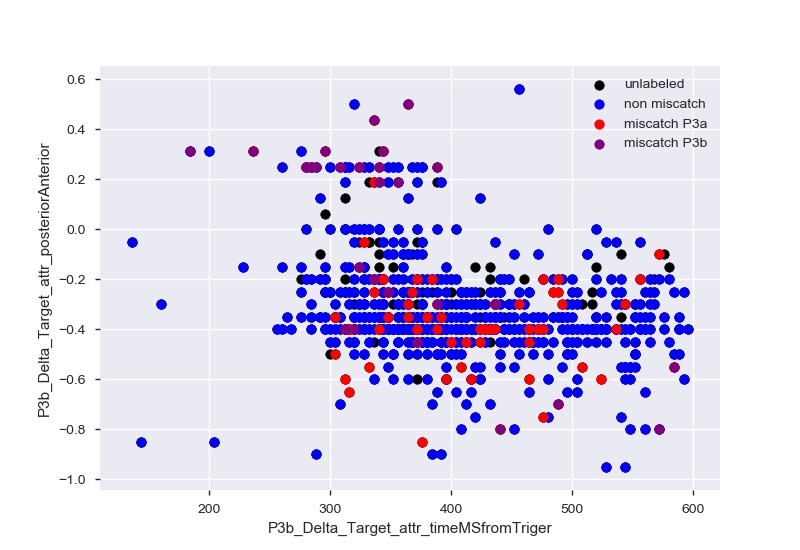 0.6
0.4
0.2
0.0
−0.2
−0.4
−0.6
−0.8
−1.0
P3b_Delta_Target_attr_posteriorAnterior
unlabeled
non miscatch
miscatch P3a
miscatch P3b
200
300
400
500
600
P3b_Delta_Target_attr_timeMSfromTriger